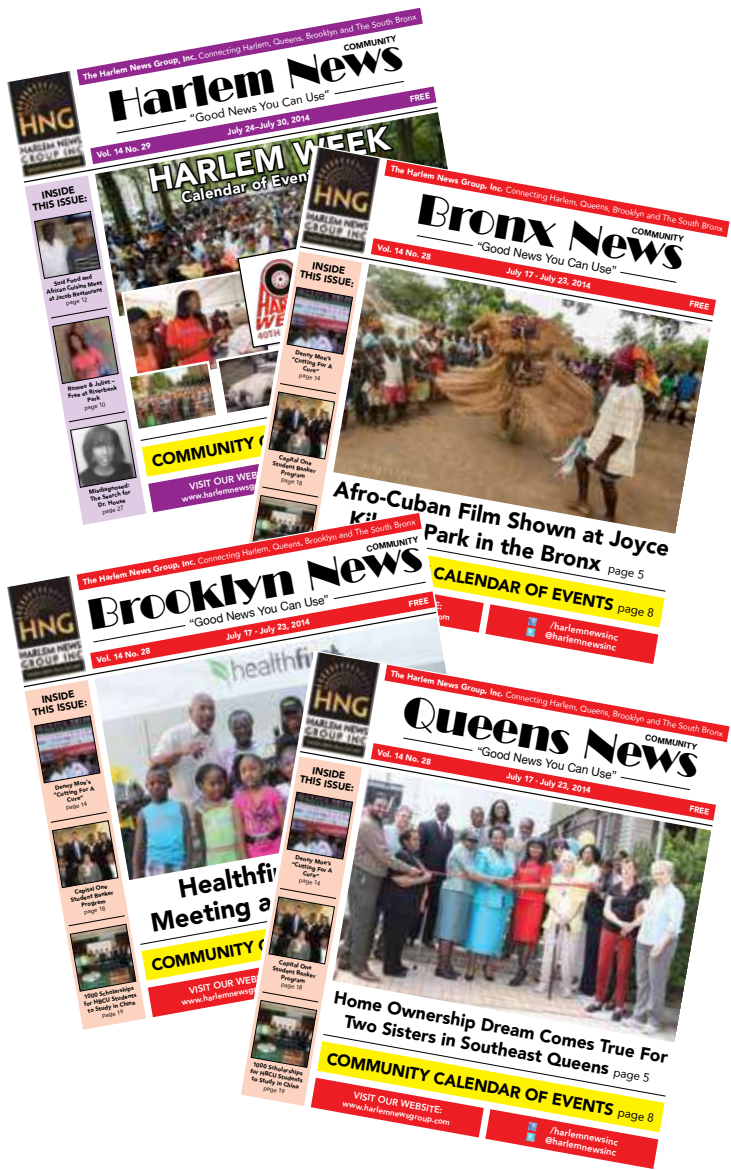 The Harlem News Group, Inc. Connecting Harlem, Queens, Brooklyn and The South Bronx
HNG
HARLEM NEWS
GROUP INC
COMMUNITY
Harlem News
"Good News You Can Use"
Vol. 14 No. 29
July 24–July 30, 2014
FREE
INSIDE
THIS ISSUE:
Soul Food and
African Cuisine Meet
at Jacob Restaurant
page 12
Romeo & Juliet –
Free at Riverbank
Park
page 10
Misdiagnosed:
The Search for
Dr. House
page 27
HARLEM WEEK
Calendar of Even
40TH
COMMUNITY
VISIT OUR WEB
www.harlemnewsg
The Harlem News Group, Inc. Connecting Harlem, Queens, Brooklyn and The South Bronx
HNG
HARLEM NEWS
GROUP INC
Bronx News
COMMUNITY
"Good News You Can Use"
Vol. 14 No. 28
July 17 - July 23, 2014
FREE
INSIDE
THIS ISSUE:
Denny Moe's
"Cutting For A
Cure"
page 14
Capital One
Student Banker
Program
page 18
Afro-Cuban Film Shown at Joyce
Park in the Bronx page 5
CALENDAR OF EVENTS page 8
/harlemnewsinc
@harlemnewsinc
The Harlem News Group, Inc. Connecting Harlem, Queens, Brooklyn and The South Bronx
HNG
HARLEM NEWS
GROUP INC
COMMUNITY
Brooklyn News
"Good News You Can Use"
Vol. 14 No. 28
July 17 - July 23, 2014
FREE
INSIDE
THIS ISSUE:
Denny Moe's
"Cutting For A
Cure"
page 14
Capital One
Student Banker
Program
page 18
1000 Scholarships
for HBCU Students
to Study in China
page 19
healthfi
Healthfi
Meeting a
COMMUNITY
VISIT OUR WEB
www.harlemnewsg
The Harlem News Group, Inc. Connecting Harlem, Queens, Brooklyn and The South Bronx
HNG
HARLEM NEWS
GROUP INC
Queens News
COMMUNITY
"Good News You Can Use"
Vol. 14 No. 28
July 17 - July 23, 2014
FREE
INSIDE
THIS ISSUE:
Denny Moe's
"Cutting For A
Cure"
page 14
Capital One
Student Banker
Program
page 18
1000 Scholarships
for HBCU Students
to Study in China
page 19
Home Ownership Dream Comes True For
Two Sisters in Southeast Queens page 5
COMMUNITY CALENDAR OF EVENTS page 8
VISIT OUR WEBSITE:
www.harlemnewsgroup.com
/harlemnewsinc
@harlemnewsinc